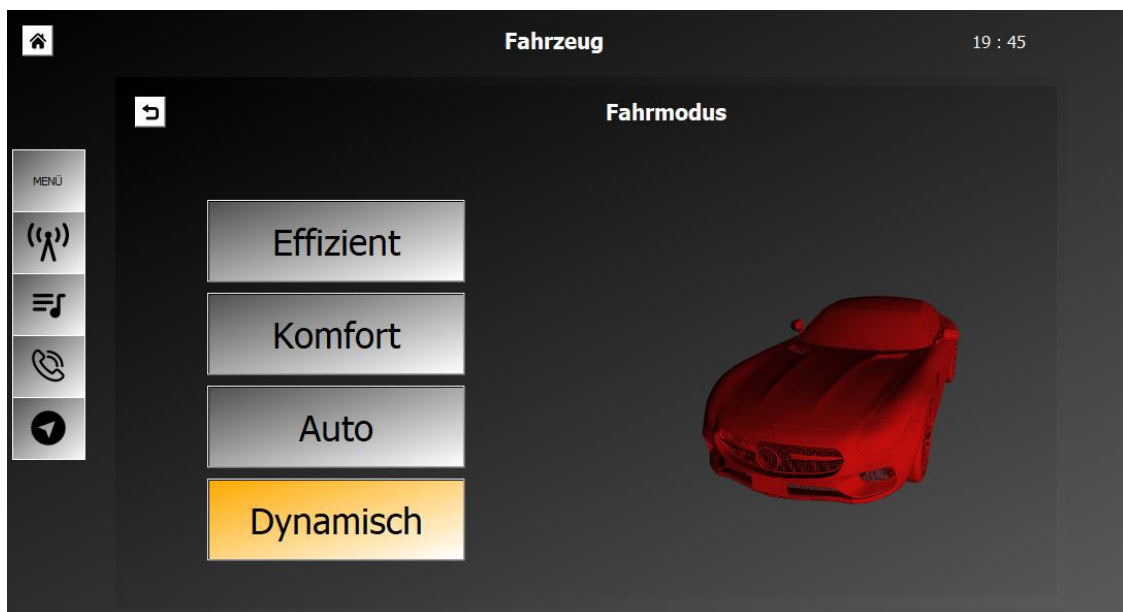 Fahrzeug
19 : 45
Fahrmodus
MENÜ
Effizient
Komfort
Auto
Dynamisch